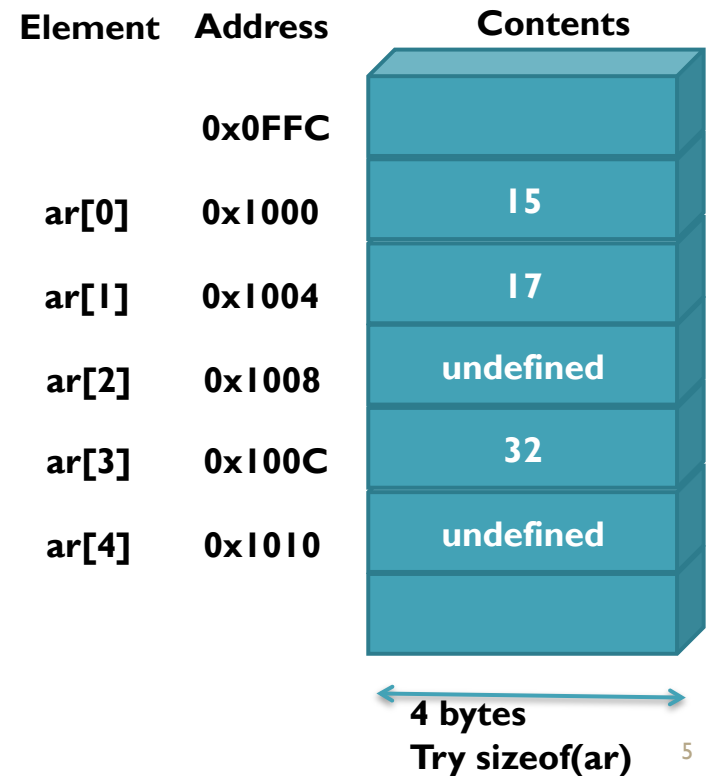 Element Address Contents
0x0FFC
ar[0] 0x1000 15
ar[1] 0x1004 17
ar[2] 0x1008 undefined
ar[3] 0x100C 32
ar[4] 0x1010 undefined
4 bytes
Try sizeof(ar) 5